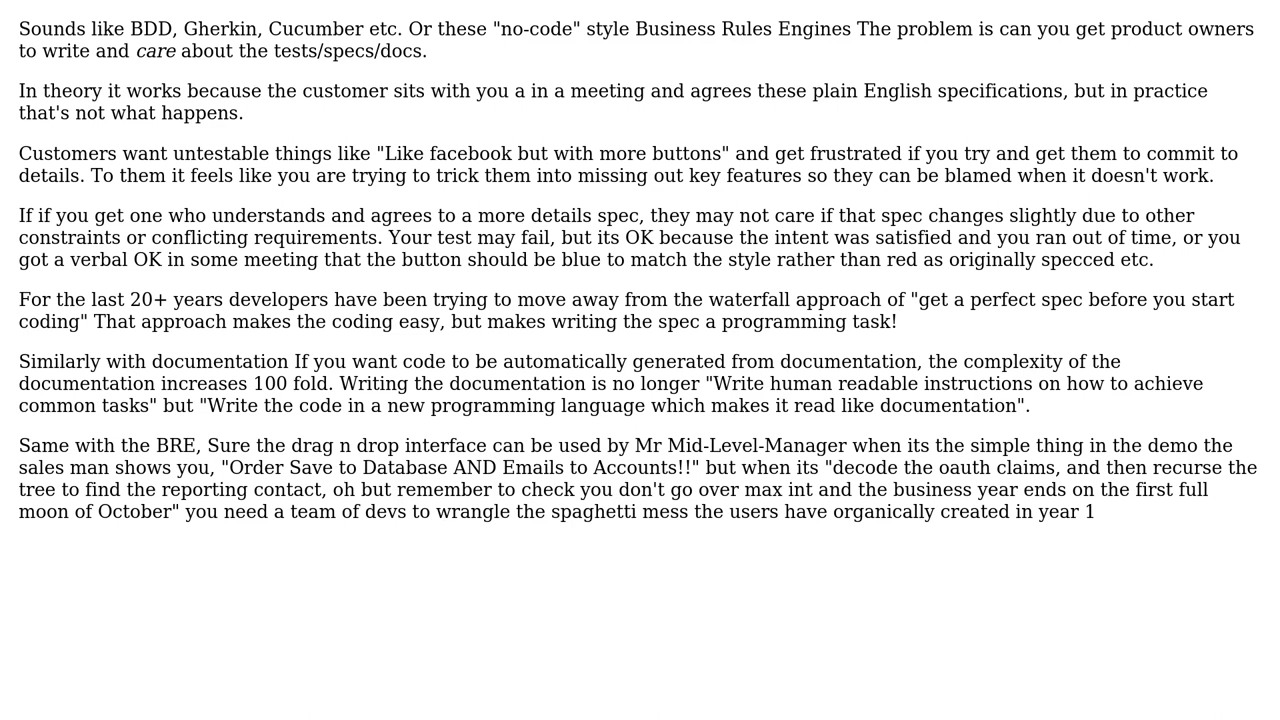 Sounds like BDD, Gherkin, Cucumber etc. Or these "no-code" style Business Rules Engines The problem is can you get product owners
to write and care about the tests/specs/docs.
In theory it works because the customer sits with you a in a meeting and agrees these plain English specifications, but in practice
that's not what happens.
Customers want untestable things like "Like facebook but with more buttons" and get frustrated if you try and get them to commit to
details. To them it feels like you are trying to trick them into missing out key features so they can be blamed when it doesn't work.
If if you get one who understands and agrees to a more details spec, they may not care if that spec changes slightly due to other
constraints or conflicting requirements. Your test may fail, but its OK because the intent was satisfied and you ran out of time, or you
got a verbal OK in some meeting that the button should be blue to match the style rather than red as originally specced etc.
For the last 20+ years developers have been trying to move away from the waterfall approach of "get a perfect spec before you start
coding" That approach makes the coding easy, but makes writing the spec a programming task!
Similarly with documentation If you want code to be automatically generated from documentation, the complexity of the
documentation increases 100 fold. Writing the documentation is no longer "Write human readable instructions on how to achieve
common tasks" but "Write the code in a new programming language which makes it read like documentation".
Same with the BRE, Sure the drag n drop interface can be used by Mr Mid-Level-Manager when its the simple thing in the demo the
sales man shows you, "Order Save to Database AND Emails to Accounts!!" but when its "decode the oauth claims, and then recurse the
tree to find the reporting contact, oh but remember to check you don't go over max int and the business year ends on the first full
moon of October" you need a team of devs to wrangle the spaghetti mess the users have organically created in year 1